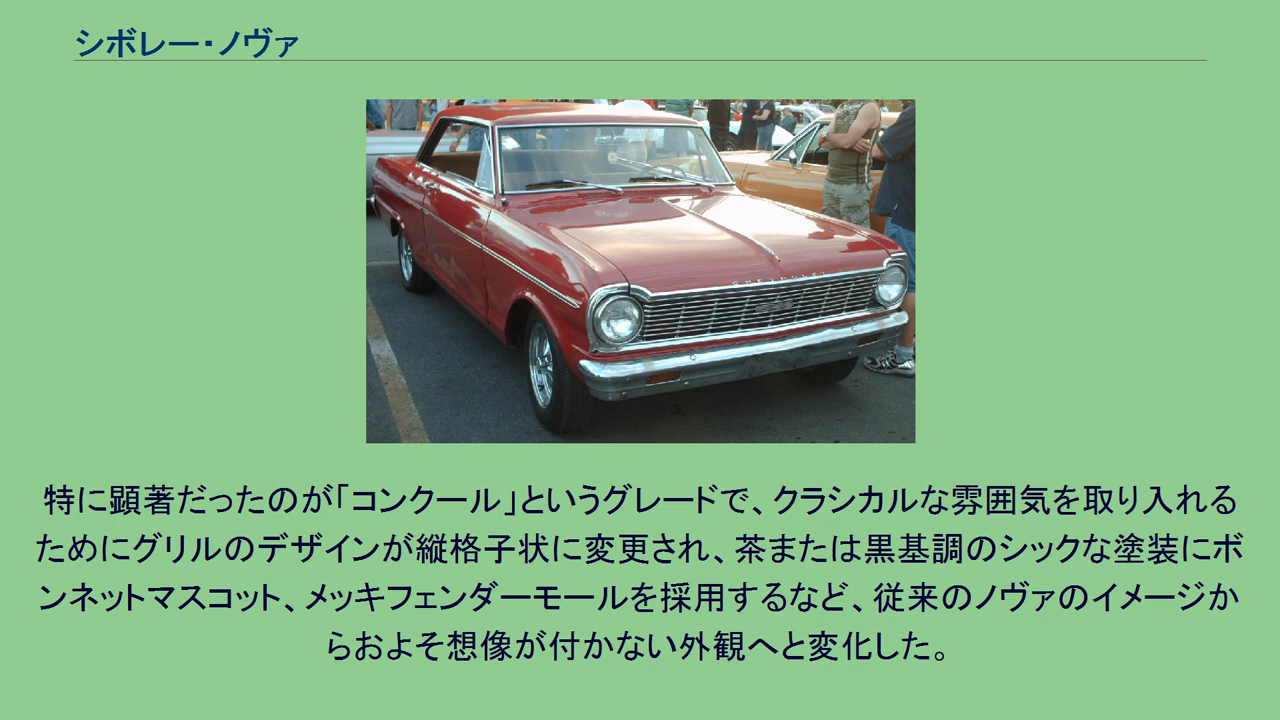 シボレー・ノヴァ
CHEVROLET
特に顕著だったのが「コンクール」というグレードで、クラシカルな雰囲気を取り入れる
ためにグリルのデザインが縦格子状に変更され、茶または黒基調のシックな塗装にボ
ンネットマスコット、メッキフェンダーモールを採用するなど、従来のノヴァのイメージか
らおよそ想像が付かない外観へと変化した。